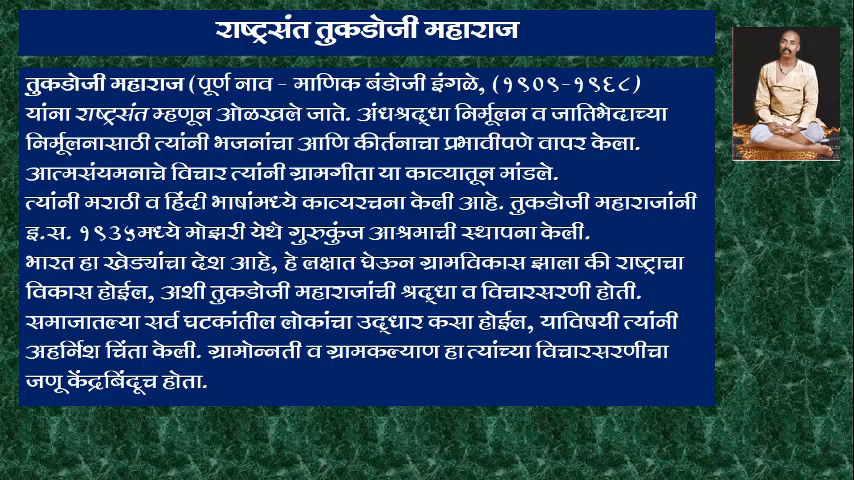 राष्ट्रसंत तुकडोजी महाराज
तुकडोजी महाराज (पूर्ण नाव - माणिक बंडोजी इंगळे, (१९०९-१९६८)
यांना राष्ट्रसंत म्हणून ओळखले जाते. अंधश्रद्धा निर्मूलन व जातिभेदाच्या
निर्मूलनासाठी त्यांनी भजनांचा आणि कीर्तनाचा प्रभावीपणे वापर केला.
आत्मसंयमनाचे विचार त्यांनी ग्रामगीता या काव्यातून मांडले.
त्यांनी मराठी व हिंदी भाषांमध्ये काव्यरचना केली आहे. तुकडोजी महाराजांनी
इ.स. १९३५मध्ये मोझरी येथे गुरुकुंज आश्रमाची स्थापना केली.
भारत हा खेड्यांचा देश आहे, हे लक्षात घेऊन ग्रामविकास झाला की राष्ट्राचा
विकास होईल, अशी तुकडोजी महाराजांची श्रद्धा व विचारसरणी होती.
समाजातल्या सर्व घटकांतील लोकांचा उद्धार कसा होईल, याविषयी त्यांनी
अहर्निश चिंता केली. ग्रामोन्नती व ग्रामकल्याण हा त्यांच्या विचारसरणीचा
जणू केंद्रबिंदूच होता.